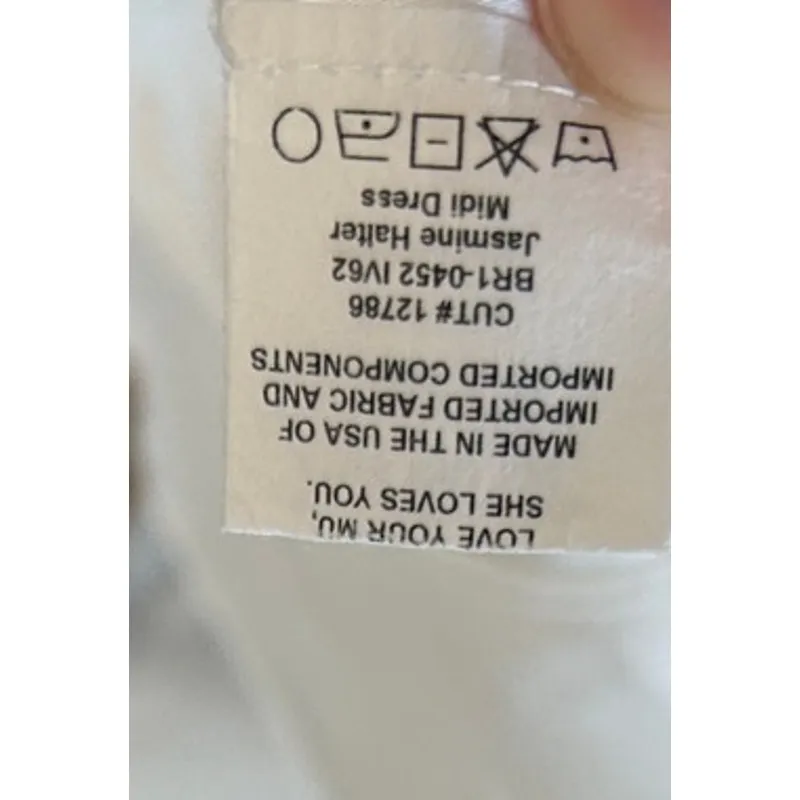 LOVE YOUR MU,
SHE LOVES YOU.
MADE IN THE USA OF
IMPORTED FABRIC AND
IMPORTED COMPONENTS
CUT# 12786
BR1-0452 IV62
Jasmine Halter
Midi Dress